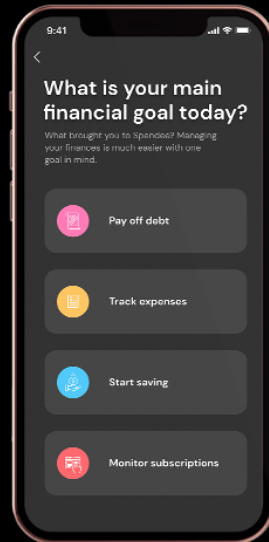 9:41
What is your main
financial goal today?
What brought you to Spendee? Managing
your finances is much easier with one
goal in mind.
Pay off debt
Track expenses
Start saving
Monitor subscriptions